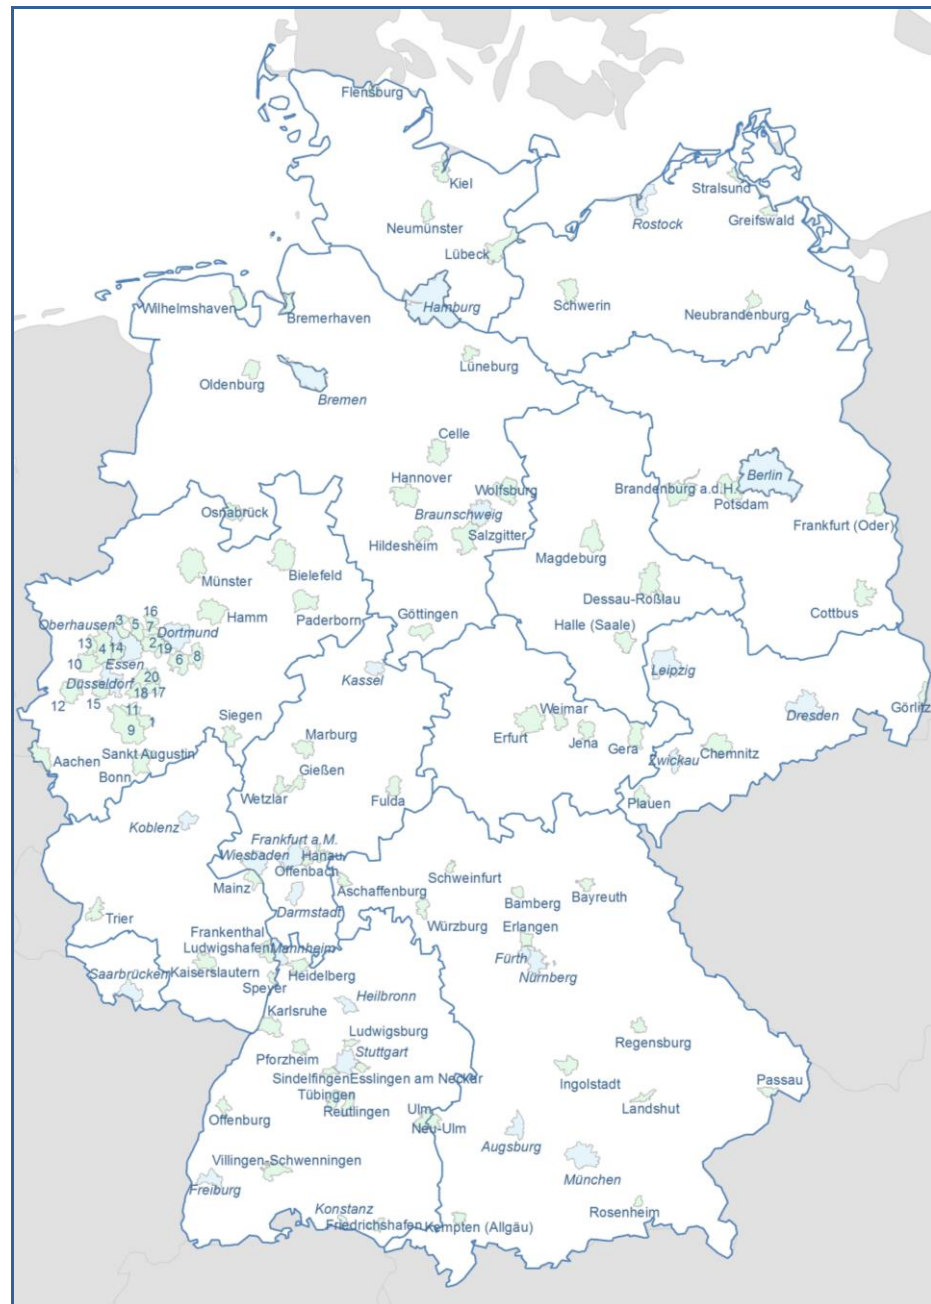 Flensburg
Kiel
Stralsund
Neumünster
Rostock
Greifswald
Lübeck
Wilhelmshaven
Bremerhaven
Hamburg
Schwerin
Neubrandenburg
Lüneburg
Oldenburg
Bremen
Celle
Hannover
Wolfsburg
Berlin
Brandenburg a.d.H.
Potsdam
Osnabrück
Braunschweig
Frankfurt (Oder)
Hildesheim
Salzgitter
Magdeburg
Münster
Bielefeld
Dessau-Roßlau
Hamm
Paderborn
Göttingen
Cottbus
16
Oberhausen
3
5
7
Dortmund
Halle (Saale)
13
4
14
2
19
Essen
10
6
8
Leipzig
Düsseldorf
20
Kassel
12
15
18
17
11
1
9
Siegen
Weimar
Dresden
Görlitz
Erfurt
Jena
Gera
Chemnitz
Zwickau
Aachen
Sankt Augustin
Bonn
Marburg
Gießen
Wetzlar
Fulda
Plauen
Koblenz
Frankfurt a.M.
Wiesbaden
Hanau
Offenbach
Mainz
Aschaffenburg
Schweinfurt
Bamberg
Bayreuth
Darmstadt
Trier
Würzburg
Erlangen
Frankenthal
Ludwigshafen
Mannheim
Fürth
Nürnberg
Saarbrücken
Kaiserslautern
Heidelberg
Speyer
Heilbronn
Karlsruhe
Ludwigsburg
Regensburg
Pforzheim
Stuttgart
Sindelfingen
Esslingen am Neckar
Ingolstadt
Passau
Tübingen
Reutlingen
Landshut
Offenburg
Ulm
Neu-Ulm
Augsburg
Villingen-Schwenningen
München
Freiburg
Konstanz
Friedrichshafen
Kempten (Allgäu)
Rosenheim